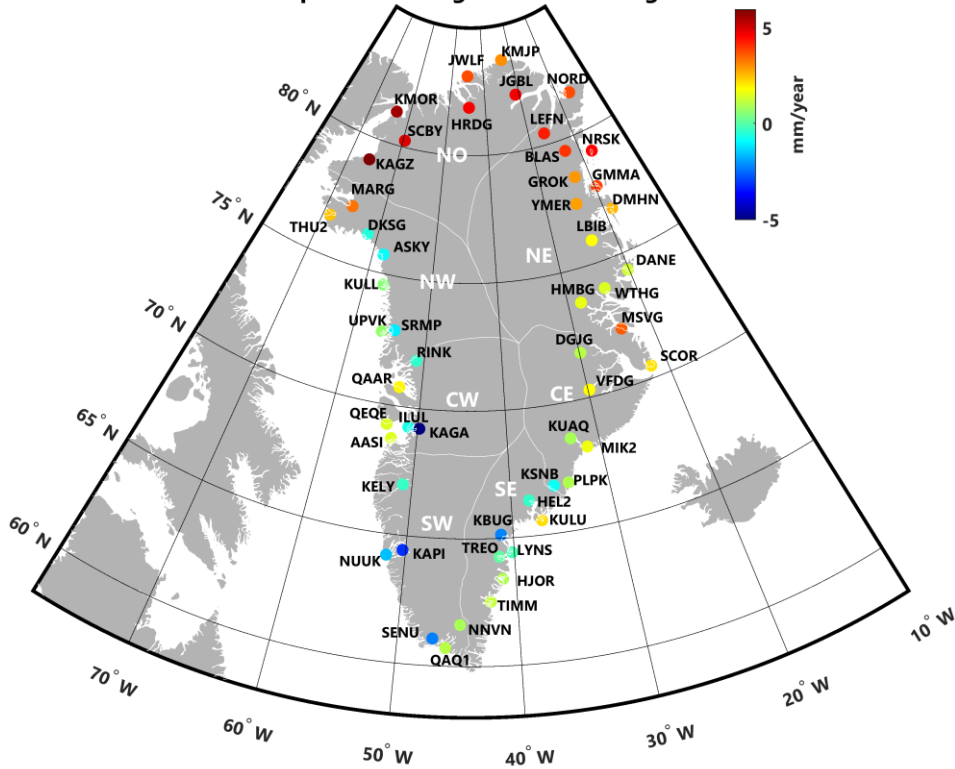 5
0
-5
mm/year
80°N
75°N
70°N
65°N
60°N
70°W
60°W
50°W
40°W
30°W
20°W
10°W
JWLF
KMJP
JGBL
NORD
KMOR
HRDG
LEFN
SCBY
NO
BLAS
NRSK
KAGZ
GROK
GMMA
MARG
YMER
DMHN
THU2
DKSG
LBIB
ASKY
NE
DANE
KULL
NW
HMBG
WTHG
UPVK
SRMP
MSVG
RINK
DGJG
SCOR
QAAR
VFDG
CW
CE
QEQE
ILUL
KAGA
AASI
KUAQ
MIK2
KELY
KSNB
PLPK
SE
HEL2
SW
KBUG
KULU
NUUK
KAPI
TREO
LYNS
HJOR
TIMM
SENU
NNVN
QAQ1